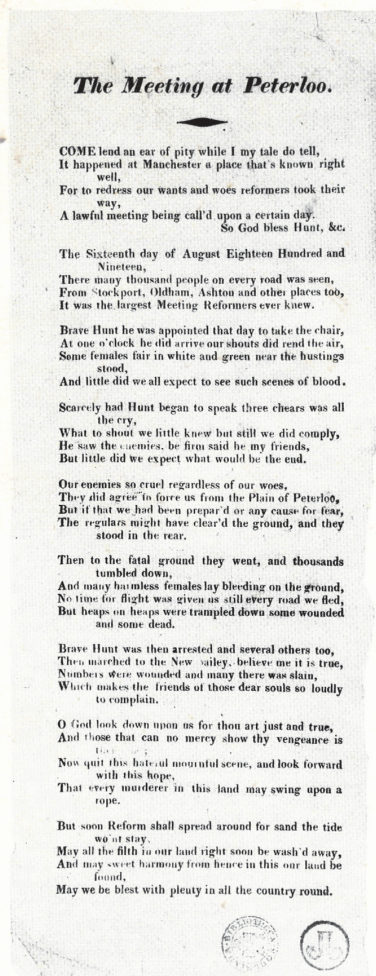 The Meeting at Peterloo.
COME lend an ear of pity while I my tale do tell,
It happened at Manchester a place that's known right
well,
For to redress our wants and woes reformers took their
way,
A lawful meeting being call'd upon a certain day.
So God bless Hunt, &c.
The Sixteenth day of August Eighteen Hundred and
Nineteen,
There many thousand people on every road was seen,
From Stockport, Oldham, Ashton and other places too,
It was the largest Meeting Reformers ever knew.
Brave Hunt he was appointed that day to take the chair,
At one o'clock he did arrive our shouts did rend the air,
Some females fair in white and green near the hustings
stood,
And little did we all expect to see such scenes of blood.
Scarcely had Hunt began to speak three chears was all
the cry,
What to shout we little knew but still we did comply,
He saw the enemies, be firm said he my friends,
But little did we expect what would be the end.
Our enemies so cruel regardless of our woes,
They did agree to force us from the Plain of Peterloo,
But if that we had been prepar'd or any cause for fear,
The regulars might have clear'd the ground, and they
stood in the rear.
Then to the fatal ground they went, and thousands
tumbled down,
And many harmless females lay bleeding on the ground,
No time for flight was given us still every road we fled,
But heaps on heaps were trampled down some wounded
and some dead.
Brave Hunt was then arrested and several others too,
Then marched to the New bailey, believe me it is true,
Numbers were wounded and many there was slain,
Which makes the friends of those dear souls so loudly
to complain.
O God look down upon us for thou art just and true,
And those that can no mercy show thy vengeance is
Now quit this hateful mournful scene, and look forward
with this hope,
That every murderer in this land may swing upon a
rope.
But soon Reform shall spread around for sand the tide
wo'nt stay,
May all the filth in our land right soon be wash'd away,
And may sweet harmony from hence in this our land be
found,
May we be blest with plenty in all the country round.